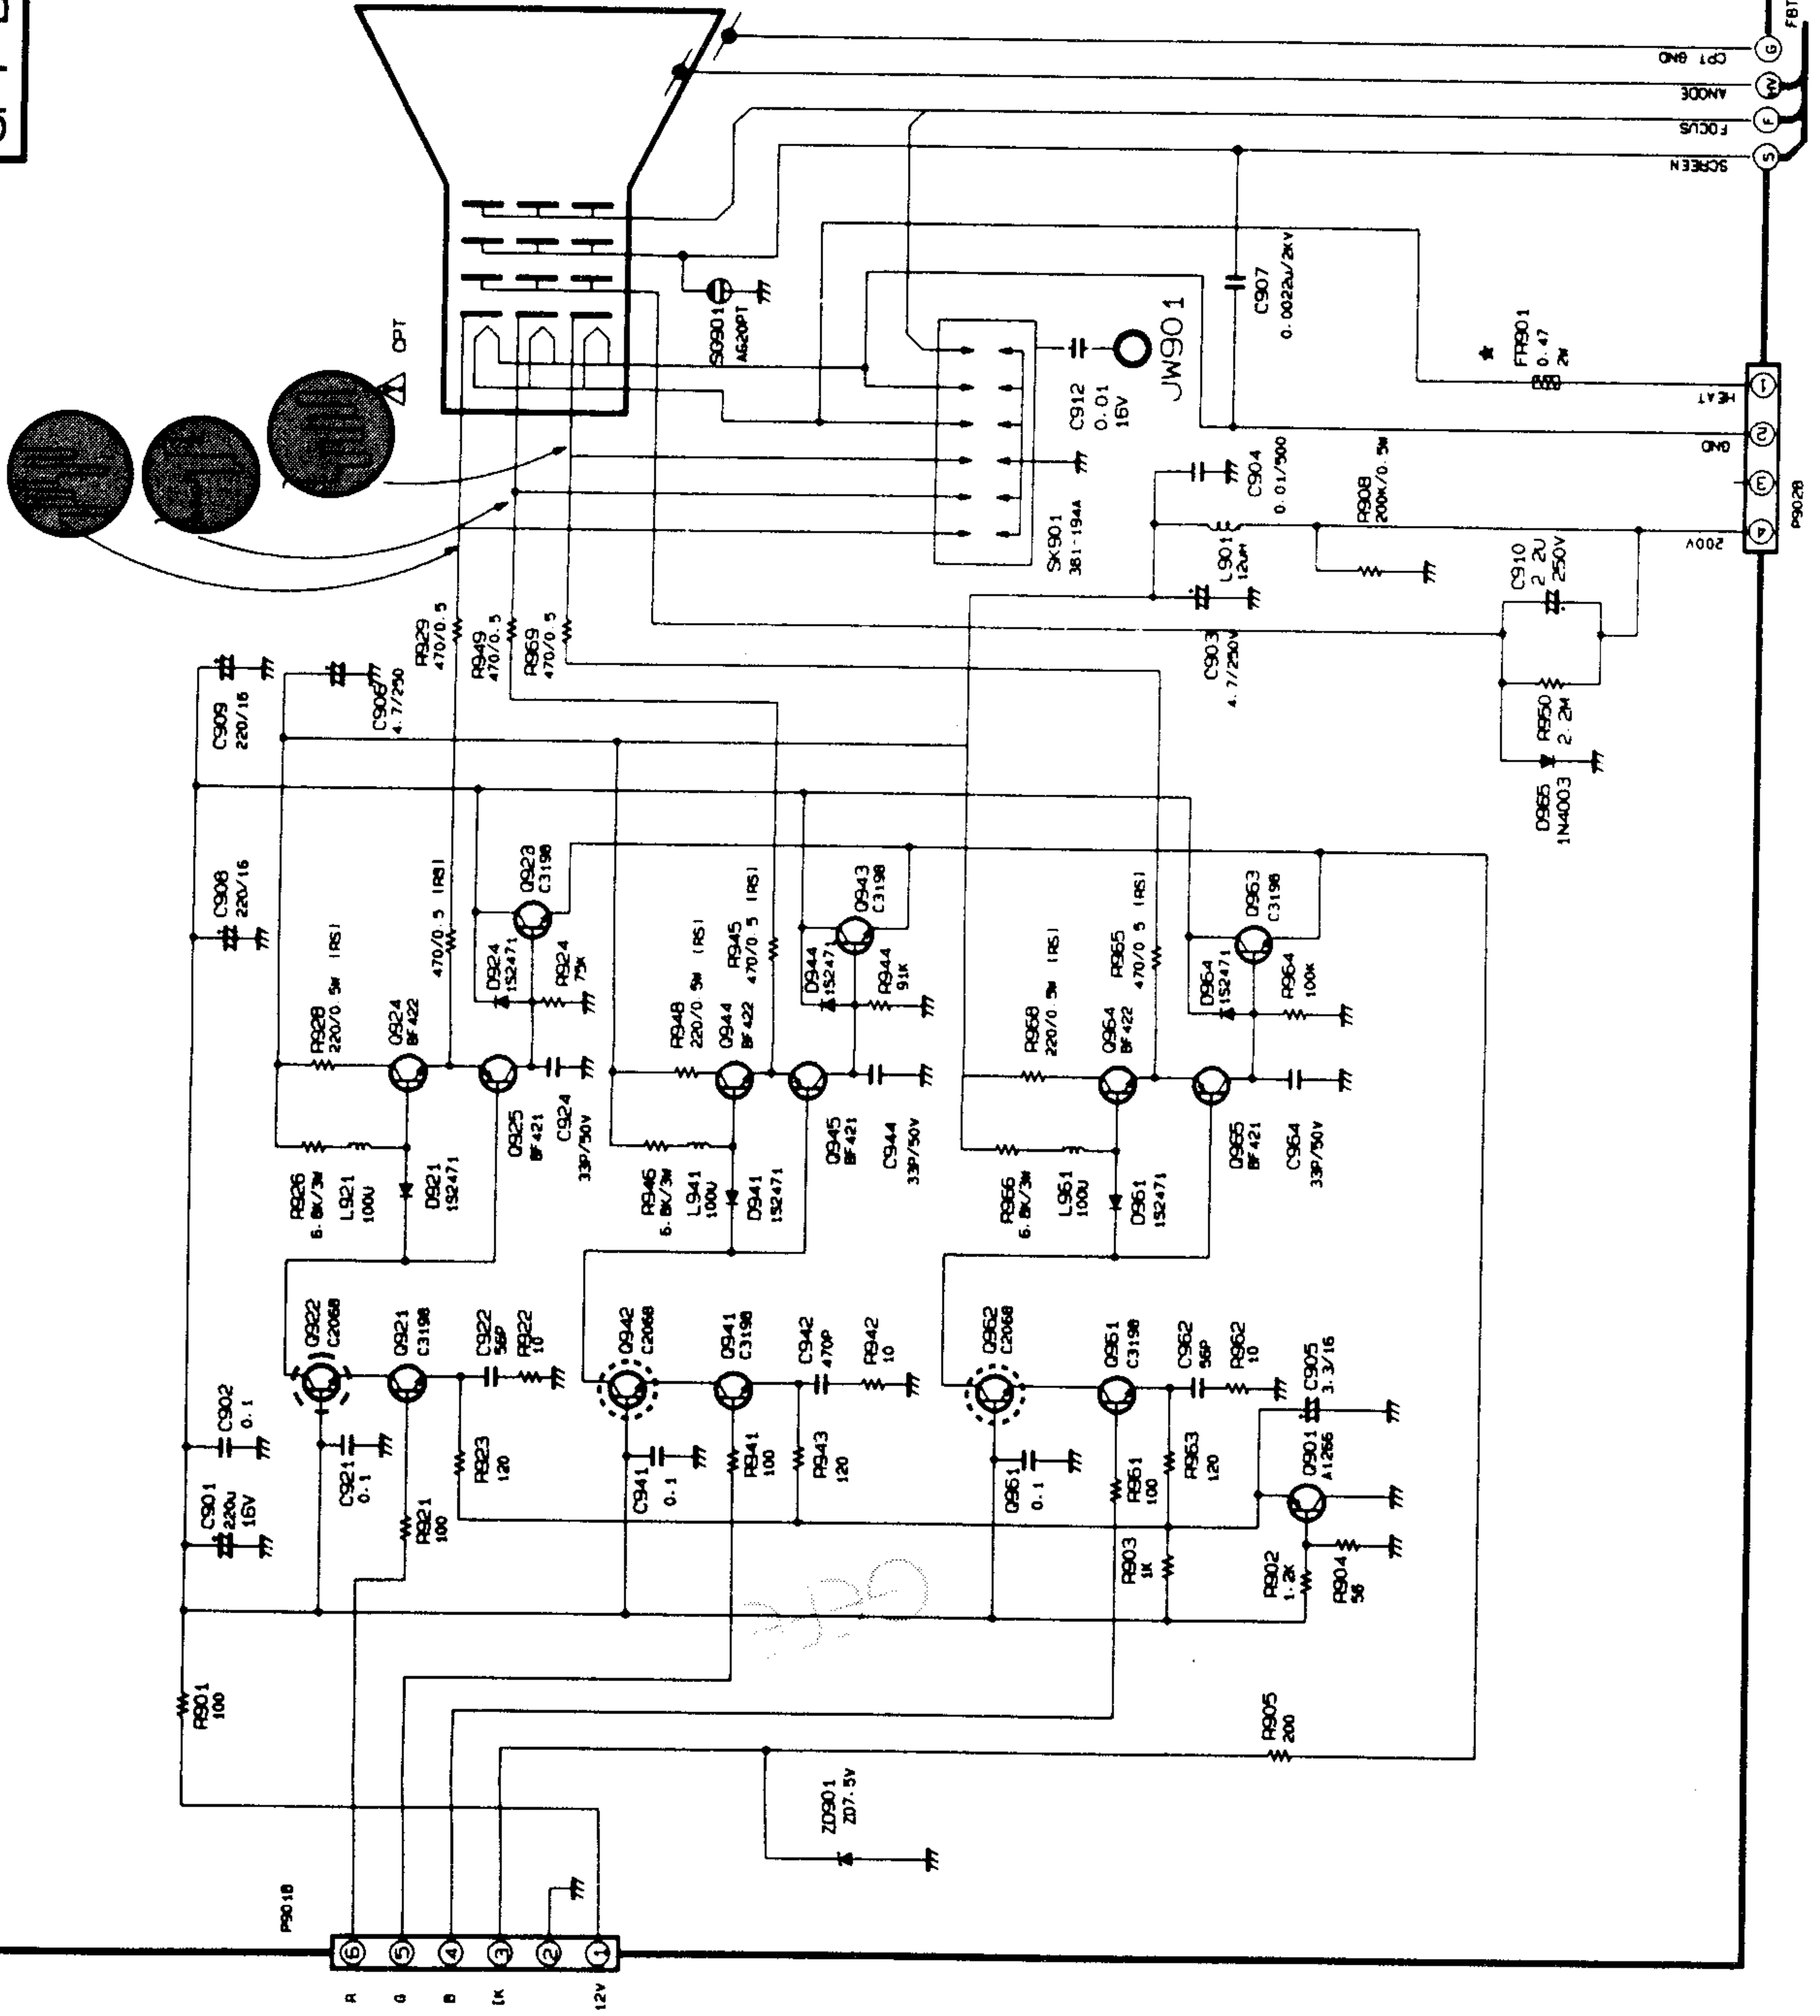 CPT
CPT GND
G
FBT
ANODE
HV
FOCUS
F
SCREEN
S
SG901
AG20PT
C907
0.0022u/2KV
JW901
C912
0.01
16V
FR901
0.47
2W
HEAT
1
GND
2
3
200V
4
P902B
C904
0.01/500
R908
200K/0.5W
SK901
381-194A
L901
12uH
C910
2.2U
250V
C903
4.7/250V
R950
2.2M
D965
1N4003
R929
470/0.5
R949
470/0.5
R969
470/0.5
C909
220/16
C906
4.7/250
C908
220/16
470/0.5 (RS)
Q923
C3198
D924
1S2471
R924
75K
R928
220/0.5W (RS)
Q924
BF422
Q925
BF421
C924
33P/50V
R926
6.8K/3W
L921
100U
D921
1S2471
R945
470/0.5 (RS)
Q943
C3198
D944
1S2471
R944
91K
R948
220/0.5W (RS)
Q944
BF422
Q945
BF421
C944
33P/50V
R946
6.8K/3W
L941
100U
D941
1S2471
R965
470/0.5 (RS)
Q963
C3198
D964
1S2471
R964
100K
R968
220/0.5W (RS)
Q964
BF422
Q965
BF421
C964
33P/50V
R966
6.8K/3W
L961
100U
D961
1S2471
Q922
C2068
Q921
C3198
C922
56P
R922
10
C902
0.1
C901
220u
16V
C921
0.1
R921
100
R923
120
Q942
C2068
Q941
C3198
C942
470P
R942
10
C941
0.1
R941
100
R943
120
Q962
C2068
Q961
C3198
C962
56P
R962
10
C905
3.3/16
Q961
0.1
R961
100
R963
120
Q901
A1266
R903
1K
R902
1.2K
R904
56
R901
100
R905
200
ZD901
ZD7.5V
P901B
6
5
4
3
2
1
R
G
B
IK
12V